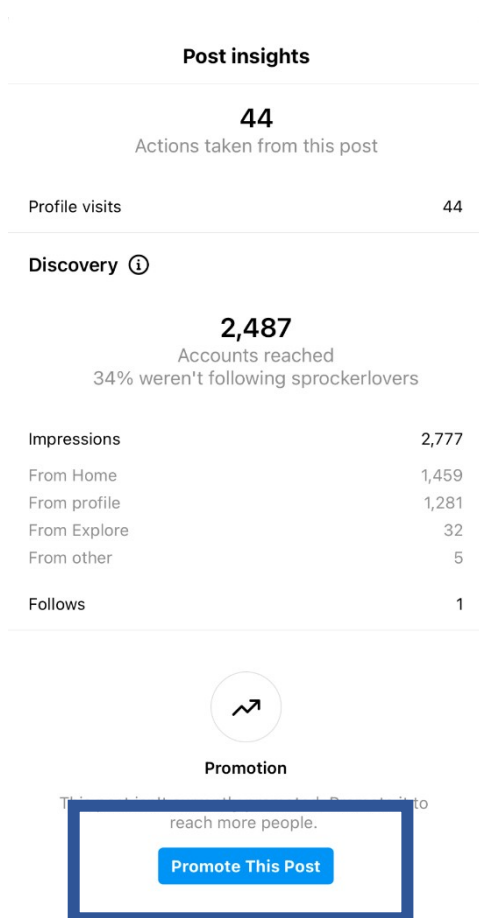 Post insights
44
Actions taken from this post
Profile visits 44
Discovery
2,487
Accounts reached
34% weren't following sprockerlovers
Impressions 2,777
From Home 1,459
From profile 1,281
From Explore 32
From other 5
Follows 1
Promotion
to
reach more people.
Promote This Post